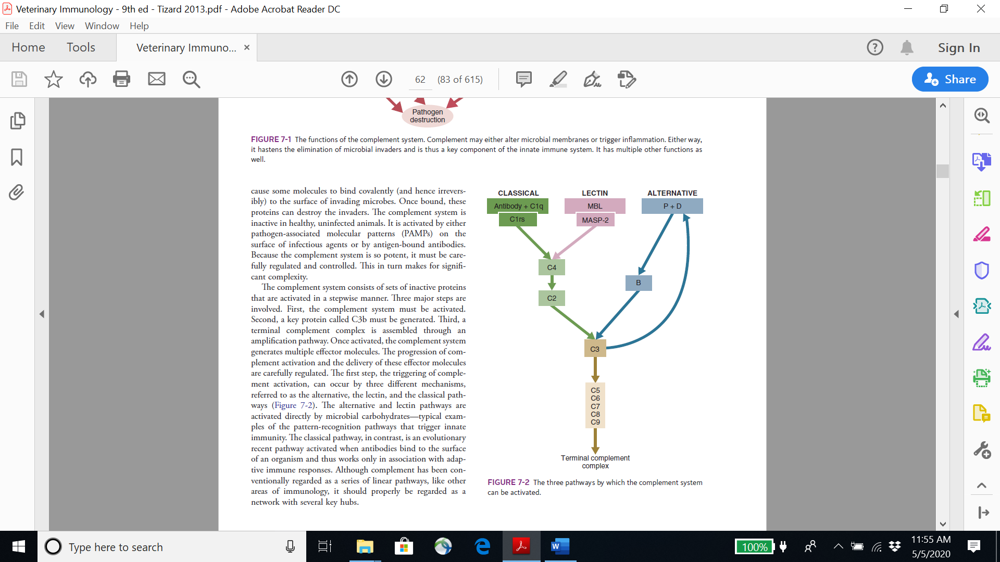 Veterinary Immunology - 9th ed - Tizard 2013.pdf - Adobe Acrobat Reader DC
File Edit View Window Help
Home Tools Veterinary Immuno... × ? Sign In
62 (83 of 615) Share
Pathogen
destruction
FIGURE 7-1 The functions of the complement system. Complement may either alter microbial membranes or trigger inflammation. Either way,
it hastens the elimination of microbial invaders and is thus a key component of the innate immune system. It has multiple other functions as
well.
cause some molecules to bind covalently (and hence irrevers-
ibly) to the surface of invading microbes. Once bound, these
proteins can destroy the invaders. The complement system is
inactive in healthy, uninfected animals. It is activated by either
pathogen-associated molecular patterns (PAMPs) on the
surface of infectious agents or by antigen-bound antibodies.
Because the complement system is so potent, it must be care-
fully regulated and controlled. This in turn makes for signifi-
cant complexity.
The complement system consists of sets of inactive proteins
that are activated in a stepwise manner. Three major steps are
involved. First, the complement system must be activated.
Second, a key protein called C3b must be generated. Third, a
terminal complement complex is assembled through an
amplification pathway. Once activated, the complement system
generates multiple effector molecules. The progression of com-
plement activation and the delivery of these effector molecules
are carefully regulated. The first step, the triggering of comple-
ment activation, can occur by three different mechanisms,
referred to as the alternative, the lectin, and the classical path-
ways (Figure 7-2). The alternative and lectin pathways are
activated directly by microbial carbohydrates—typical exam-
ples of the pattern-recognition pathways that trigger innate
immunity. The classical pathway, in contrast, is an evolutionary
recent pathway activated when antibodies bind to the surface
of an organism and thus works only in association with adap-
tive immune responses. Although complement has been con-
ventionally regarded as a series of linear pathways, like other
areas of immunology, it should properly be regarded as a
network with several key hubs.
CLASSICAL LECTIN ALTERNATIVE
Antibody + C1q MBL P + D
C1rs MASP-2
C4
B
C2
C3
C5
C6
C7
C8
C9
Terminal complement
complex
FIGURE 7-2 The three pathways by which the complement system
can be activated.
Type here to search
W
100%
11:55 AM
5/5/2020